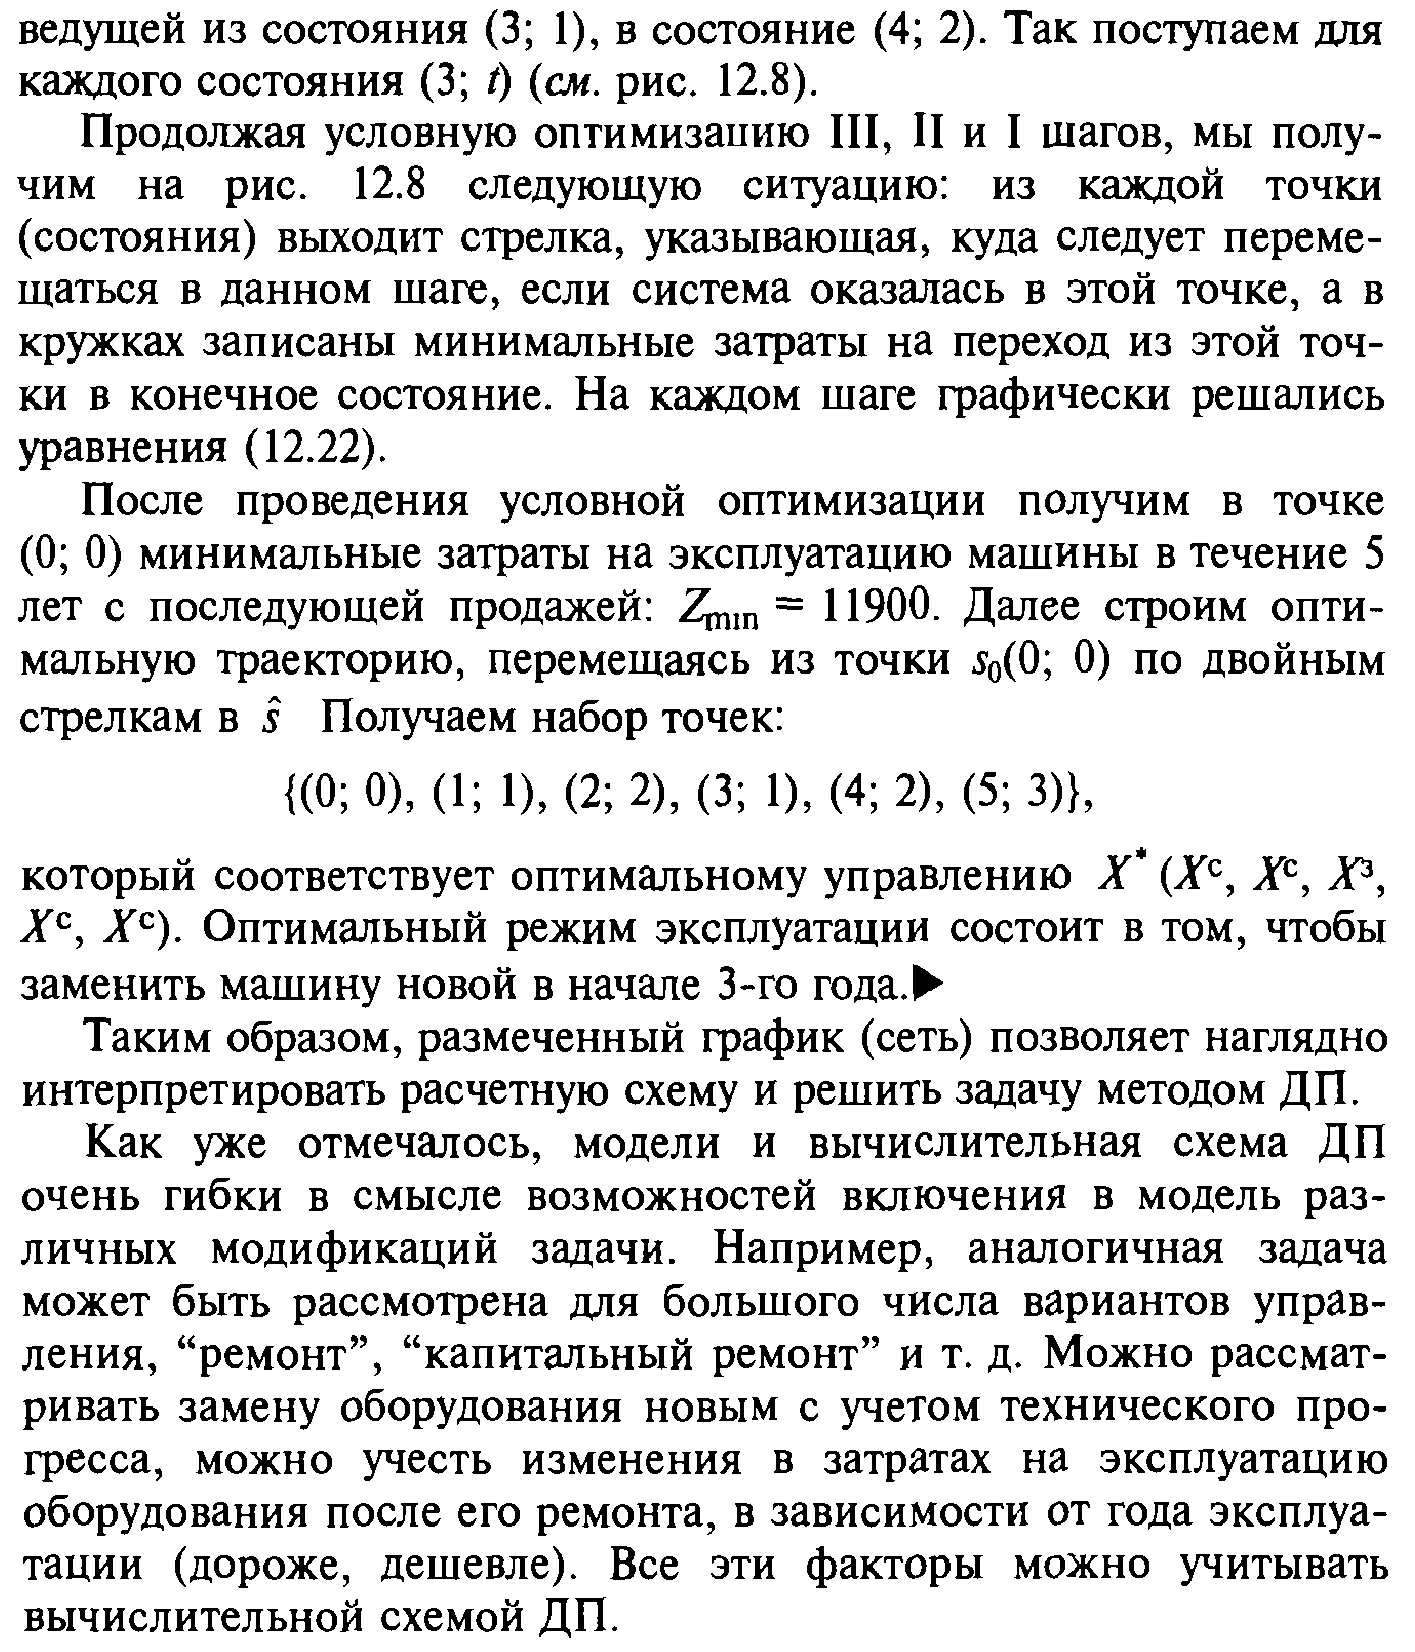 ведущей из состояния (3; 1), в состояние (4; 2). Так поступаем для
каждого состояния (3; t) (см. рис. 12.8).
Продолжая условную оптимизацию III, II и I шагов, мы полу-
чим на рис. 12.8 следующую ситуацию: из каждой точки
(состояния) выходит стрелка, указывающая, куда следует переме-
щаться в данном шаге, если система оказалась в этой точке, а в
кружках записаны минимальные затраты на переход из этой точ-
ки в конечное состояние. На каждом шаге графически решались
уравнения (12.22).
После проведения условной оптимизации получим в точке
(0; 0) минимальные затраты на эксплуатацию машины в течение 5
лет с последующей продажей: Zmin = 11900. Далее строим опти-
мальную траекторию, перемещаясь из точки s₀(0; 0) по двойным
стрелкам в ŝ Получаем набор точек:
{(0; 0), (1; 1), (2; 2), (3; 1), (4; 2), (5; 3)},
который соответствует оптимальному управлению X* (Xᶜ, Xᶜ, Xᶾ,
Xᶜ, Xᶜ). Оптимальный режим эксплуатации состоит в том, чтобы
заменить машину новой в начале 3-го года.▶
Таким образом, размеченный график (сеть) позволяет наглядно
интерпретировать расчетную схему и решить задачу методом ДП.
Как уже отмечалось, модели и вычислительная схема ДП
очень гибки в смысле возможностей включения в модель раз-
личных модификаций задачи. Например, аналогичная задача
может быть рассмотрена для большого числа вариантов управ-
ления, “ремонт”, “капитальный ремонт” и т. д. Можно рассмат-
ривать замену оборудования новым с учетом технического про-
гресса, можно учесть изменения в затратах на эксплуатацию
оборудования после его ремонта, в зависимости от года эксплуа-
тации (дороже, дешевле). Все эти факторы можно учитывать
вычислительной схемой ДП.